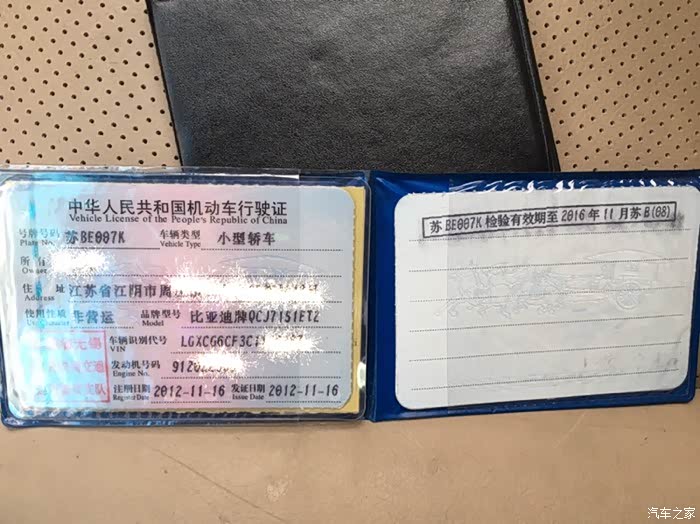 中华人民共和国机动车行驶证
Vehicle License of the People's Republic of China
号牌号码 苏BE007K 车辆类型 小型轿车
Plate No. Vehicle Type
所
Owner
住 址 江苏省江阴市周
Address
使用性质 非营运 品牌型号 比亚迪牌QCJ7151ET2
Use Character Model
车辆识别代号 LGXCG6CF3C
VIN
发动机号码 912
Engine No.
注册日期 2012-11-16 发证日期 2012-11-16
Register Date Issue Date
苏BE007K 检验有效期至 2016年 11月苏B(08)
汽车之家